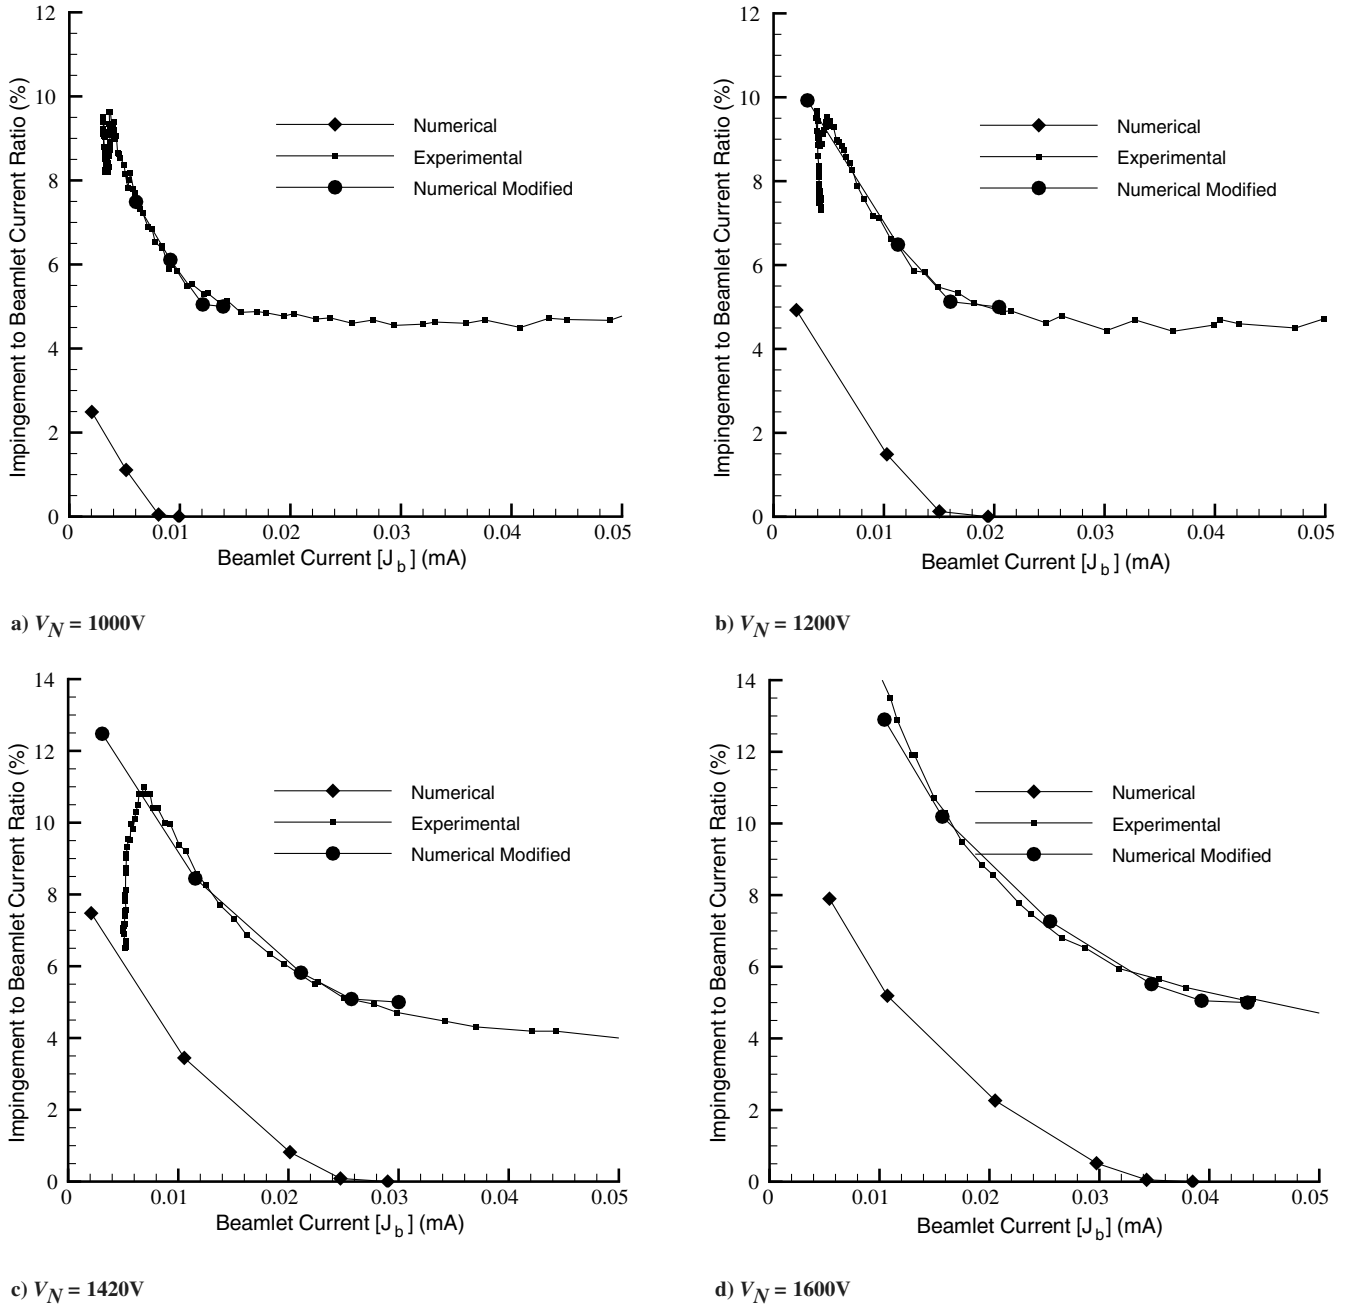 12
10
8
6
4
2
0
0
0.01
0.02
0.03
0.04
0.05
Impingement to Beamlet Current Ratio (%)
Beamlet Current [J_b] (mA)
Numerical
Experimental
Numerical Modified
a) V_N = 1000V
12
10
8
6
4
2
0
0
0.01
0.02
0.03
0.04
0.05
Impingement to Beamlet Current Ratio (%)
Beamlet Current [J_b] (mA)
Numerical
Experimental
Numerical Modified
b) V_N = 1200V
14
12
10
8
6
4
2
0
0
0.01
0.02
0.03
0.04
0.05
Impingement to Beamlet Current Ratio (%)
Beamlet Current [J_b] (mA)
Numerical
Experimental
Numerical Modified
c) V_N = 1420V
14
12
10
8
6
4
2
0
0
0.01
0.02
0.03
0.04
0.05
Impingement to Beamlet Current Ratio (%)
Beamlet Current [J_b] (mA)
Numerical
Experimental
Numerical Modified
d) V_N = 1600V